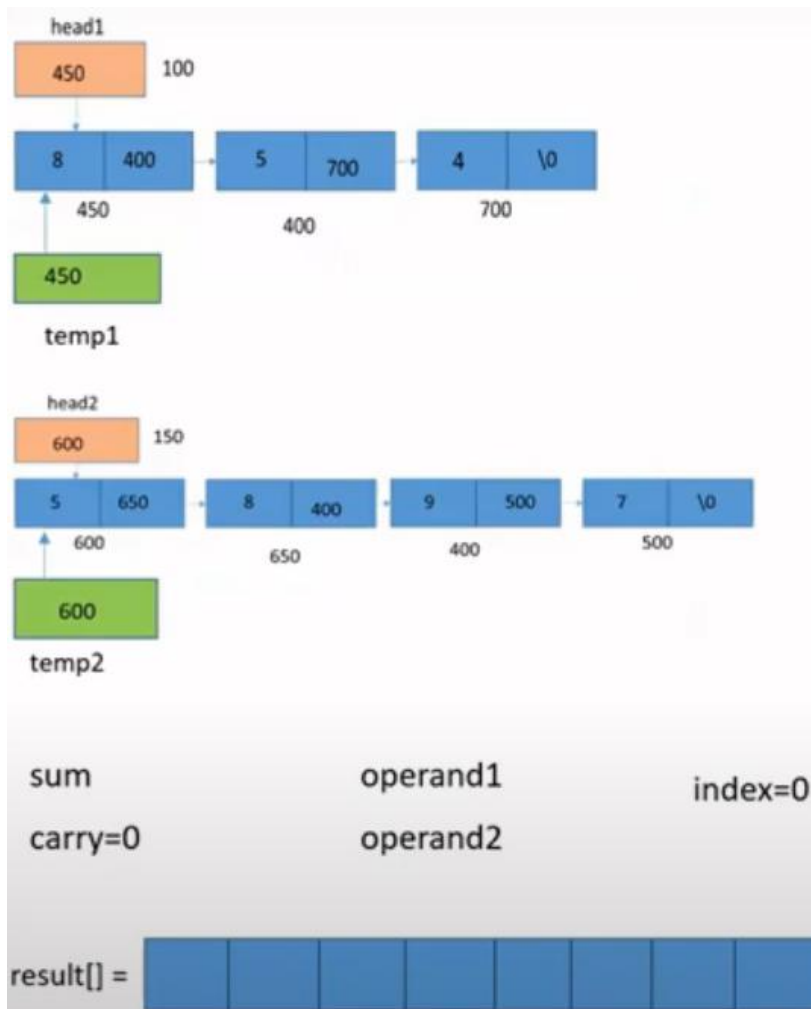 head1
450 100
8 400 5 700 4 \0
450 400 700
450
temp1
head2
600 150
5 650 8 400 9 500 7 \0
600 650 400 500
600
temp2
sum operand1 index=0
carry=0 operand2
result[] =